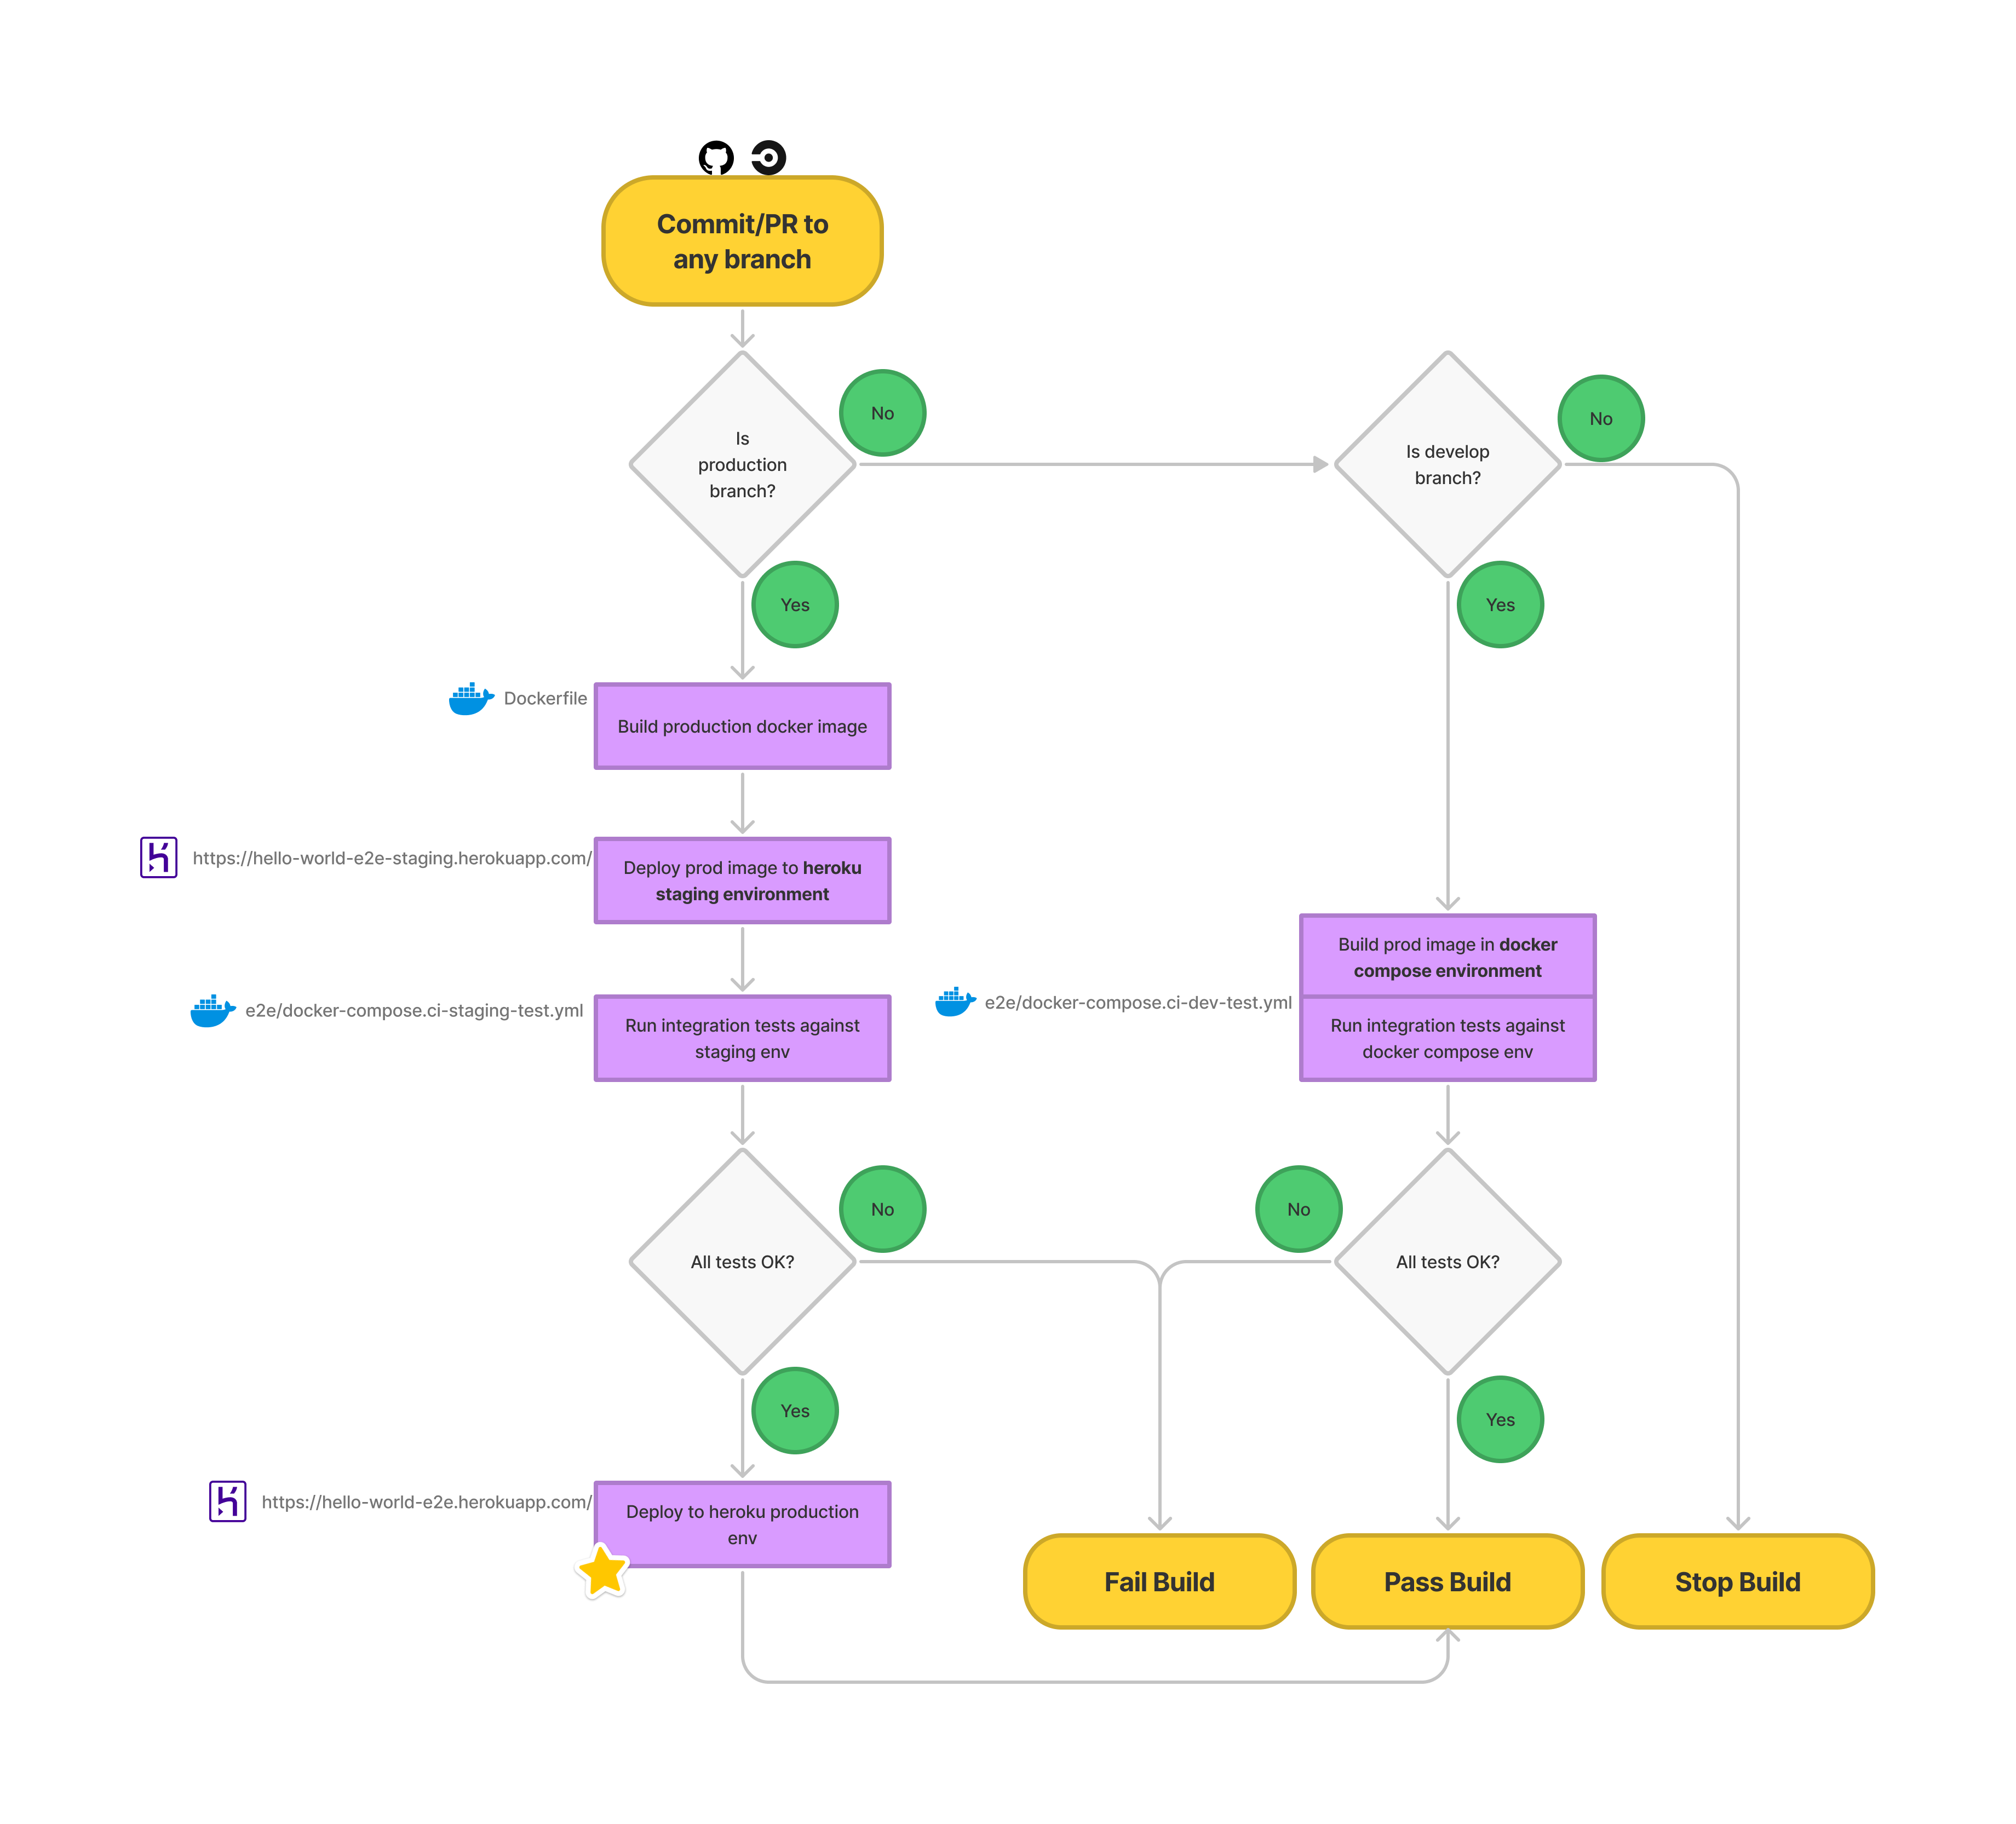 Commit/PR to
any branch
Is
production
branch?
No
Is develop
branch?
No
Yes
Yes
Dockerfile
Build production docker image
https://hello-world-e2e-staging.herokuapp.com/
Deploy prod image to heroku
staging environment
Build prod image in docker
compose environment
e2e/docker-compose.ci-staging-test.yml
Run integration tests against
staging env
e2e/docker-compose.ci-dev-test.yml
Run integration tests against
docker compose env
All tests OK?
No
No
All tests OK?
Yes
Yes
https://hello-world-e2e.herokuapp.com/
Deploy to heroku production
env
Fail Build
Pass Build
Stop Build